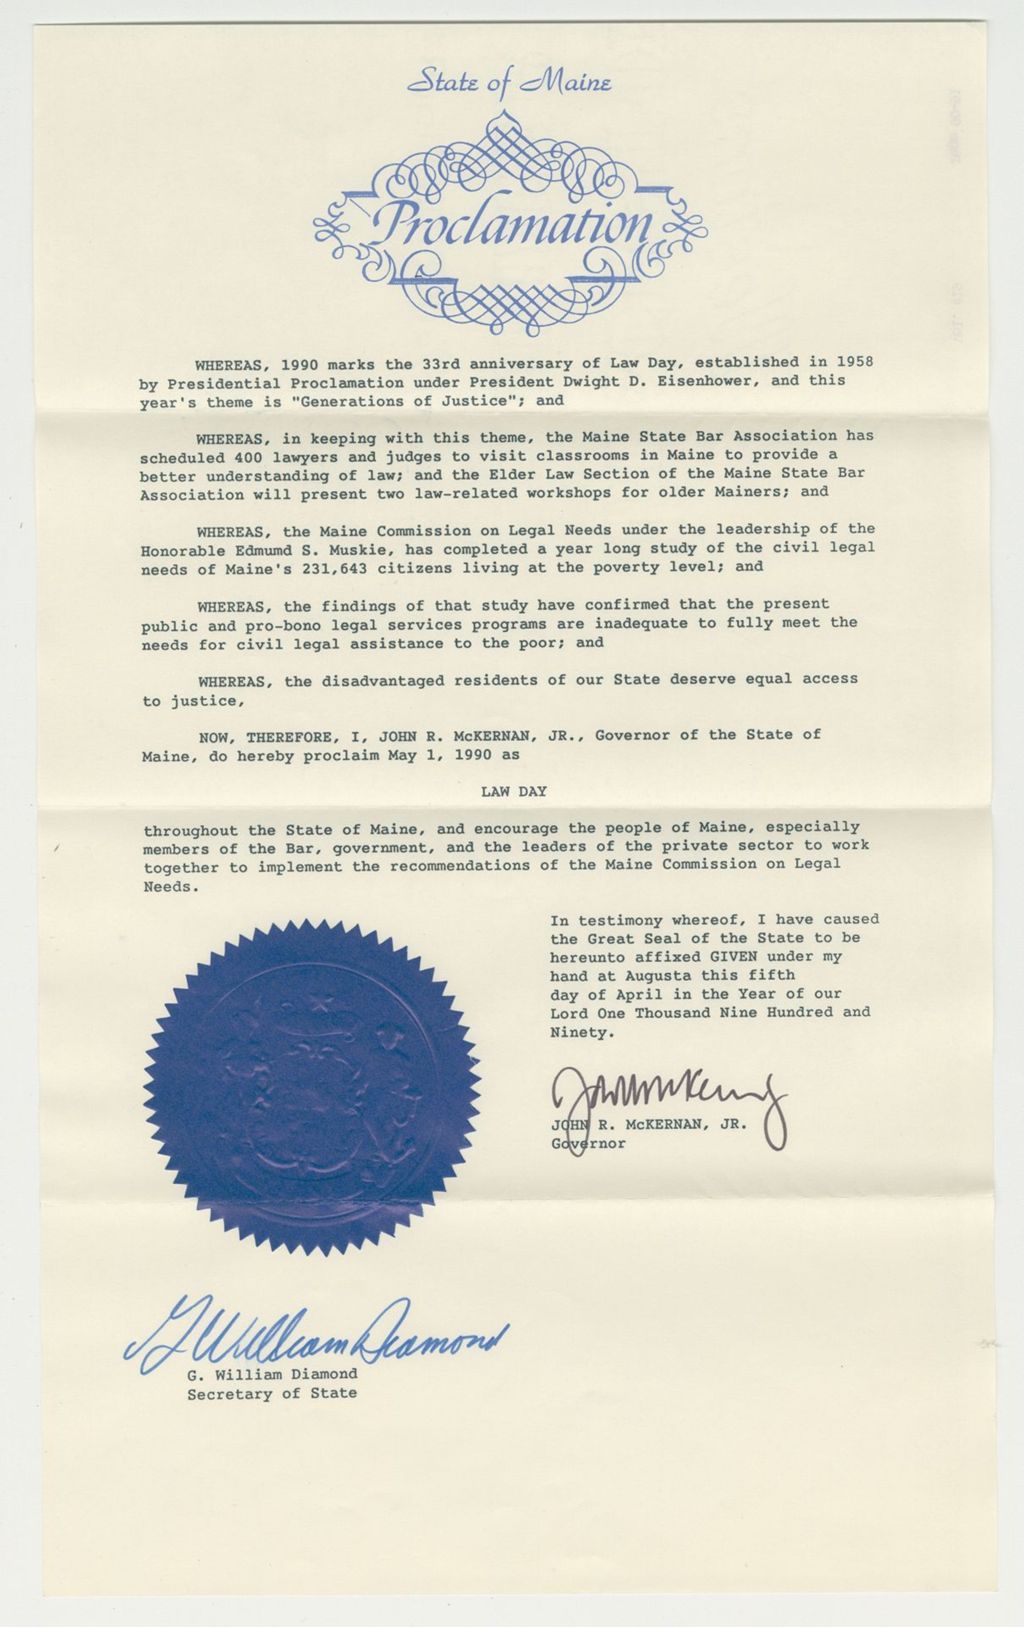 State of Maine
Proclamation
WHEREAS, 1990 marks the 33rd anniversary of Law Day, established in 1958
by Presidential Proclamation under President Dwight D. Eisenhower, and this
year's theme is "Generations of Justice"; and
WHEREAS, in keeping with this theme, the Maine State Bar Association has
scheduled 400 lawyers and judges to visit classrooms in Maine to provide a
better understanding of law; and the Elder Law Section of the Maine State Bar
Association will present two law-related workshops for older Mainers; and
WHEREAS, the Maine Commission on Legal Needs under the leadership of the
Honorable Edmumd S. Muskie, has completed a year long study of the civil legal
needs of Maine's 231,643 citizens living at the poverty level; and
WHEREAS, the findings of that study have confirmed that the present
public and pro-bono legal services programs are inadequate to fully meet the
needs for civil legal assistance to the poor; and
WHEREAS, the disadvantaged residents of our State deserve equal access
to justice,
NOW, THEREFORE, I, JOHN R. McKERNAN, JR., Governor of the State of
Maine, do hereby proclaim May 1, 1990 as
LAW DAY
throughout the State of Maine, and encourage the people of Maine, especially
members of the Bar, government, and the leaders of the private sector to work
together to implement the recommendations of the Maine Commission on Legal
Needs.
In testimony whereof, I have caused
the Great Seal of the State to be
hereunto affixed GIVEN under my
hand at Augusta this fifth
day of April in the Year of our
Lord One Thousand Nine Hundred and
Ninety.
John McKernan Jr
JOHN R. McKERNAN, JR.
Governor
G William Diamond
G. William Diamond
Secretary of State